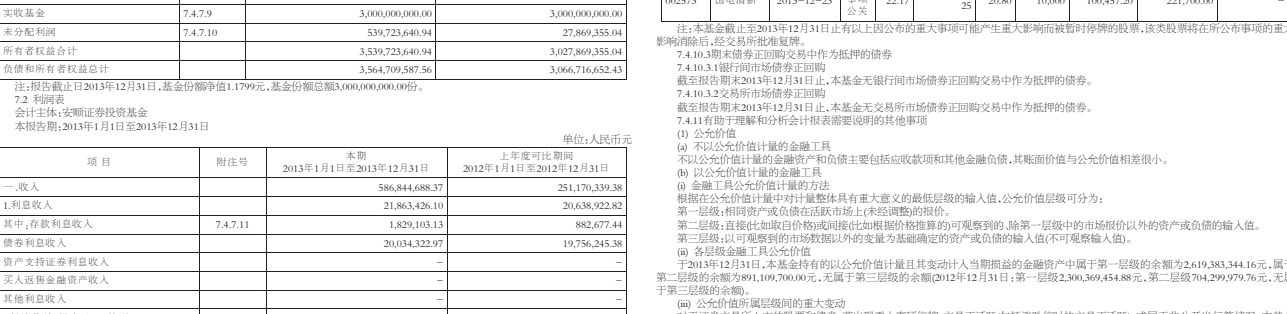 实收基金 7.4.7.9 3,000,000,000.00 3,000,000,000.00
未分配利润 7.4.7.10 539,723,640.94 27,869,355.04
所有者权益合计 3,539,723,640.94 3,027,869,355.04
负债和所有者权益总计 3,564,709,587.56 3,066,716,652.43
注:报告截止日2013年12月31日,基金份额净值1.1799元,基金份额总额3,000,000,000.00份。
7.2 利润表
会计主体:安顺证券投资基金
本报告期:2013年1月1日至2013年12月31日
单位:人民币元
项 目 附注号 本期 2013年1月1日至2013年12月31日 上年度可比期间 2012年1月1日至2012年12月31日
一、收入 586,844,688.37 251,170,339.38
1.利息收入 21,863,426.10 20,638,922.82
其中:存款利息收入 7.4.7.11 1,829,103.13 882,677.44
债券利息收入 20,034,322.97 19,756,245.38
资产支持证券利息收入 – –
买入返售金融资产收入 – –
其他利息收入 – –
公关 22.17 25 20.80 10,000 221,700.00 –
注:本基金截止至2013年12月31日止有以上因公布的重大事项可能产生重大影响而被暂时停牌的股票,该类股票将在所公布事项的重
影响消除后,经交易所批准复牌。
7.4.10.3期末债券正回购交易中作为抵押的债券
7.4.10.3.1银行间市场债券正回购
截至报告期末2013年12月31日止,本基金无银行间市场债券正回购交易中作为抵押的债券。
7.4.10.3.2交易所市场债券正回购
截至报告期末2013年12月31日止,本基金无交易所市场债券正回购交易中作为抵押的债券。
7.4.11有助于理解和分析会计报表需要说明的其他事项
(1) 公允价值
(a) 不以公允价值计量的金融工具
不以公允价值计量的金融资产和负债主要包括应收款项和其他金融负债,其账面价值与公允价值相差很小。
(b) 以公允价值计量的金融工具
(i) 金融工具公允价值计量的方法
根据在公允价值计量中对计量整体具有重大意义的最低层级的输入值,公允价值层级可分为:
第一层级:相同资产或负债在活跃市场上(未经调整)的报价。
第二层级:直接(比如取自价格)或间接(比如根据价格推算的)可观察到的、除第一层级中的市场报价以外的资产或负债的输入值。
第三层级:以可观察到的市场数据以外的变量为基础确定的资产或负债的输入值(不可观察输入值)。
(ii) 各层级金融工具公允价值
于2013年12月31日,本基金持有的以公允价值计量且其变动计入当期损益的金融资产中属于第一层级的余额为2,619,383,344.16元,属于
第二层级的余额为891,109,700.00元,无属于第三层级的余额(2012年12月31日:第一层级2,300,369,454.88元,第二层级704,299,979.76元,无属
于第三层级的余额)。
(iii) 公允价值所属层级间的重大变动